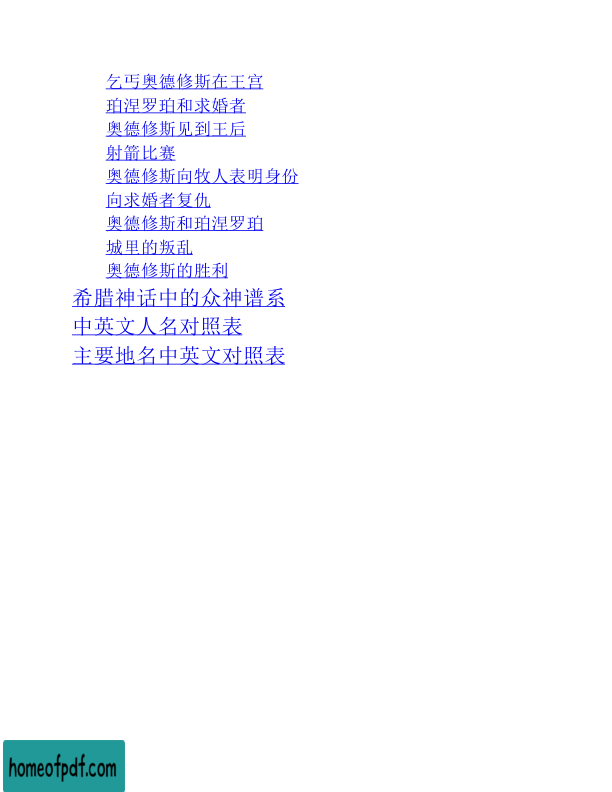 乞丐奥德修斯在王宫
珀涅罗珀和求婚者
奥德修斯见到王后
射箭比赛
奥德修斯向牧人表明身份
向求婚者复仇
奥德修斯和珀涅罗珀
城里的叛乱
奥德修斯的胜利
希腊神话中的众神谱系
中英文人名对照表
主要地名中英文对照表
homeofpdf.com